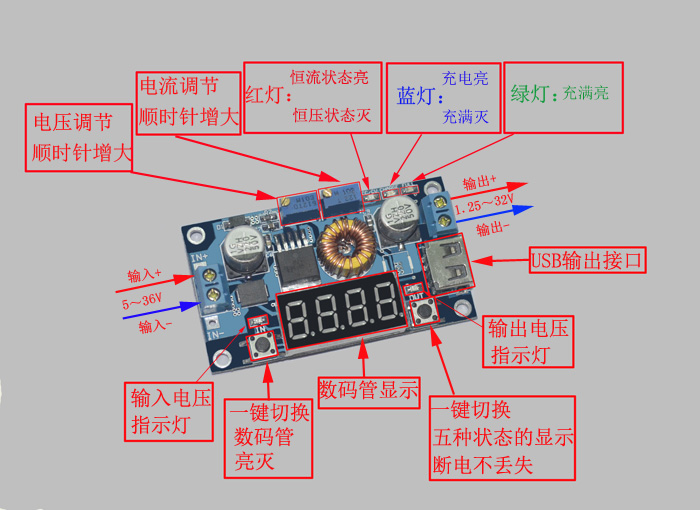 电流调节
顺时针增大
电压调节
顺时针增大
红灯：
恒流状态亮
恒压状态灭
蓝灯：
充电亮
充满灭
绿灯：充满亮
输出+
1.25～32V
输出-
USB输出接口
IN+
输入+
5～36V
输入-
IN-
IN
OUT
输出电压
指示灯
输入电压
指示灯
一键切换
数码管
亮灭
数码管显示
一键切换
五种状态的显示
断电不丢失